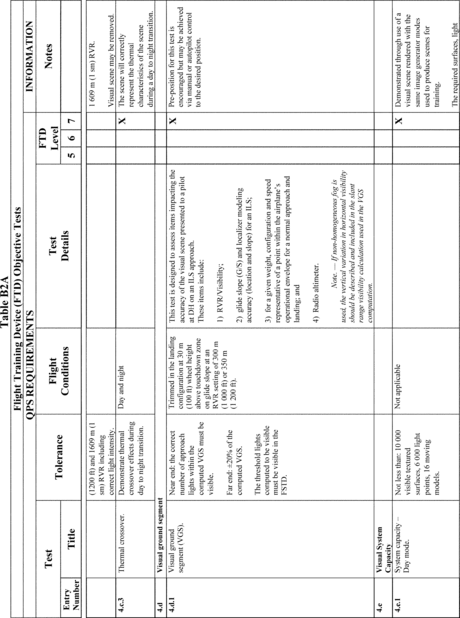 Table B2A
Flight Training Device (FTD) Objective Tests
QPS REQUIREMENTS
INFORMATION
Test
Tolerance
Flight
Conditions
Test
Details
FTD
Level
Notes
Entry
Number
Title
5 6 7
(1200 ft) and 1609 m (1
sm) RVR including
correct light intensity.
1 609 m (1 sm) RVR.
Visual scene may be removed.
4.c.3
Thermal crossover.
Demonstrate thermal
crossover effects during
day to night transition.
Day and night
X
The scene will correctly
represent the thermal
characteristics of the scene
during a day to night transition.
4.d
Visual ground segment
4.d.1
Visual ground
segment (VGS).
Near end: the correct
number of approach
lights within the
computed VGS must be
visible.
Far end: ±20% of the
computed VGS.
The threshold lights
computed to be visible
must be visible in the
FSTD.
Trimmed in the landing
configuration at 30 m
(100 ft) wheel height
above touchdown zone
on glide slope at an
RVR setting of 300 m
(1 000 ft) or 350 m
(1 200 ft).
This test is designed to assess items impacting the
accuracy of the visual scene presented to a pilot
at DH on an ILS approach.
These items include:
1) RVR/Visibility;
2) glide slope (G/S) and localizer modeling
accuracy (location and slope) for an ILS;
3) for a given weight, configuration and speed
representative of a point within the airplane's
operational envelope for a normal approach and
landing; and
4) Radio altimeter.
Note. — If non-homogeneous fog is
used, the vertical variation in horizontal visibility
should be described and included in the slant
range visibility calculation used in the VGS
computation.
X
Pre-position for this test is
encouraged but may be achieved
via manual or autopilot control
to the desired position.
4.e
Visual System
Capacity
4.e.1
System capacity –
Day mode.
Not less than: 10 000
visible textured
surfaces, 6 000 light
points, 16 moving
models.
Not applicable
X
Demonstrated through use of a
visual scene rendered with the
same image generator modes
used to produce scenes for
training.
The required surfaces, light